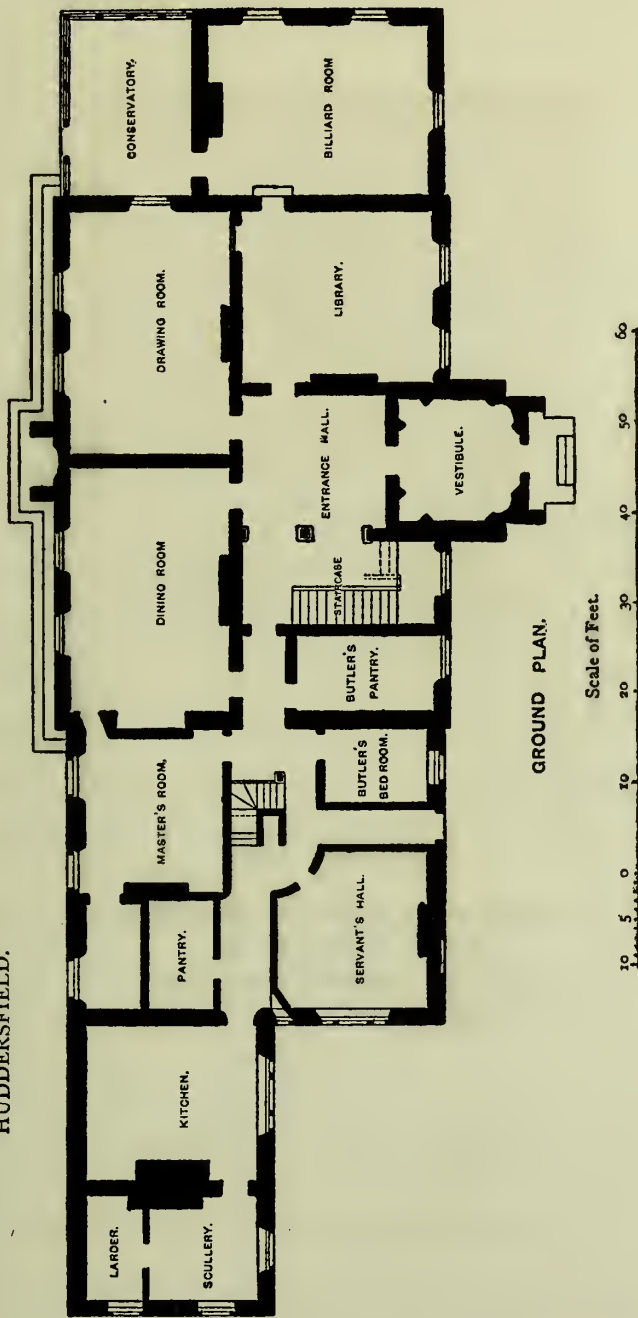 HUDDERSFIELD.
CONSERVATORY.
BILLIARD ROOM
DRAWING ROOM.
LIBRARY.
DINING ROOM
ENTRANCE HALL.
VESTIBULE.
STAIRCASE
BUTLER'S
PANTRY.
MASTER'S ROOM,
BUTLER'S
BED ROOM.
PANTRY.
SERVANT'S HALL.
KITCHEN.
LARDER.
SCULLERY.
GROUND PLAN.
Scale of Feet.
10 5 0 10 20 30 40 50 60